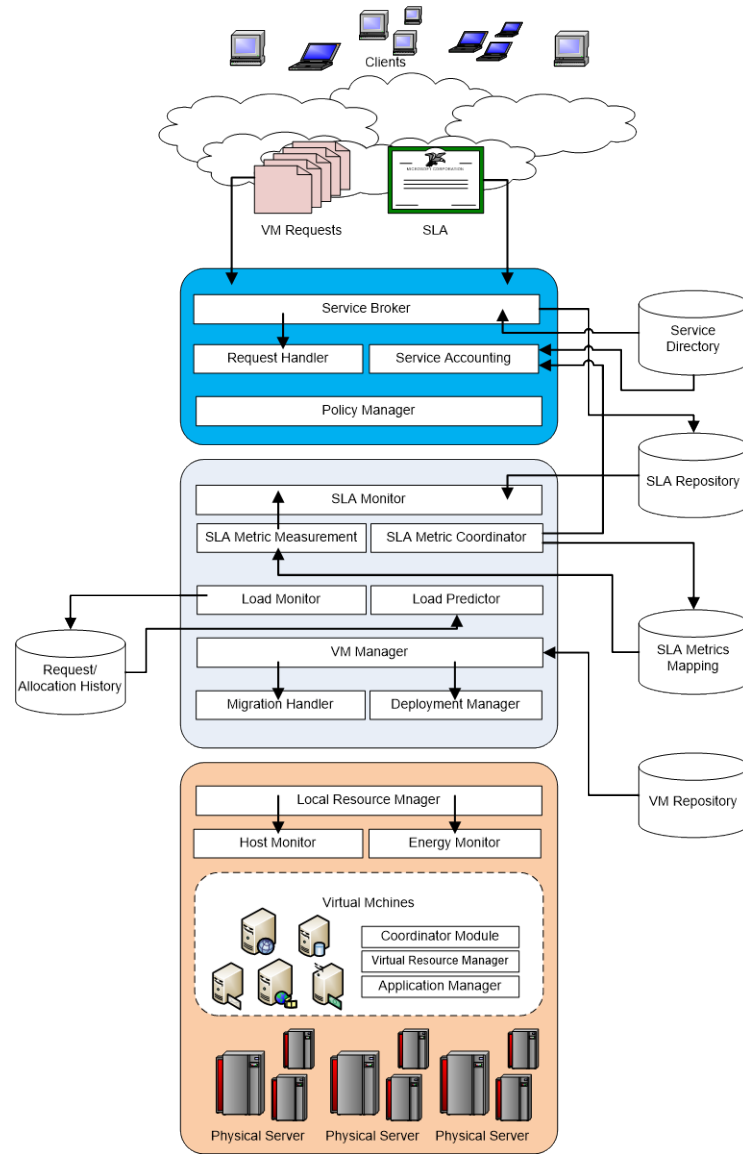 Clients
MICROSOFT CORPORATION
VM Requests
SLA
Service Broker
Request Handler
Service Accounting
Policy Manager
Service
Directory
SLA Repository
SLA Monitor
SLA Metric Measurement
SLA Metric Coordinator
Load Monitor
Load Predictor
VM Manager
Migration Handler
Deployment Manager
Request/
Allocation History
SLA Metrics
Mapping
VM Repository
Local Resource Mnager
Host Monitor
Energy Monitor
Virtual Mchines
Coordinator Module
Virtual Resource Manager
Application Manager
Physical Server
Physical Server
Physical Server